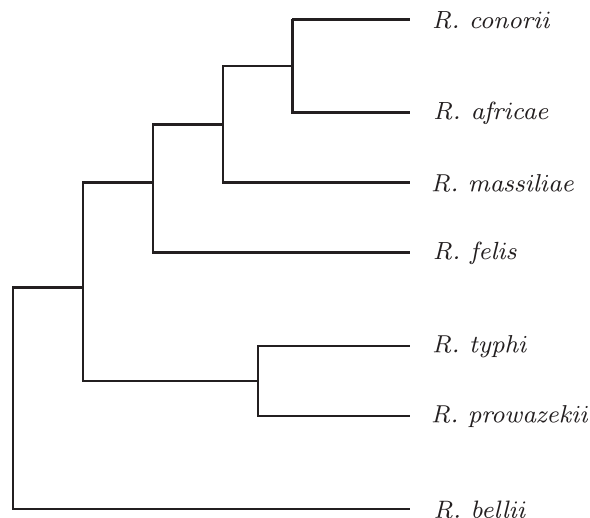 R. conorii
R. africae
R. massiliae
R. felis
R. typhi
R. prowazekii
R. bellii